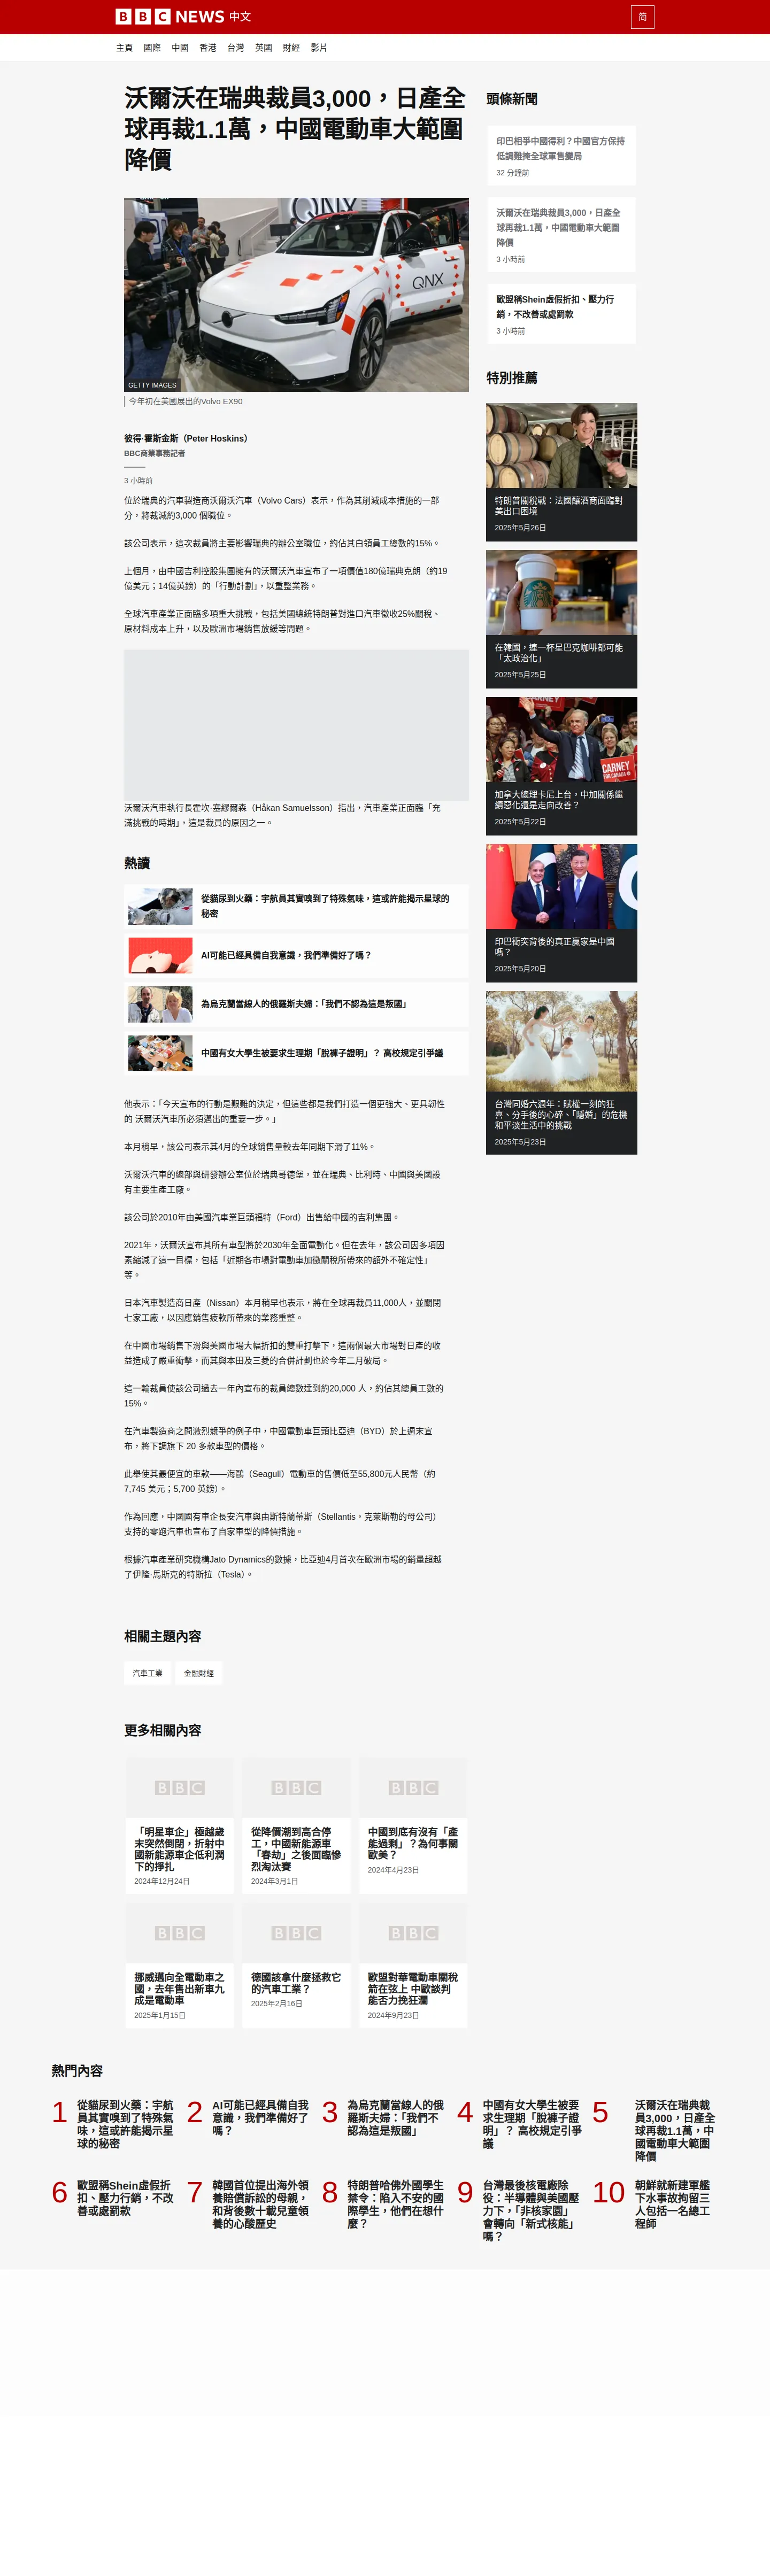 BBC NEWS 中文
简
主頁 國際 中國 香港 台灣 英國 財經 影片
沃爾沃在瑞典裁員3,000，日產全
球再裁1.1萬，中國電動車大範圍
降價
QNX
GETTY IMAGES
今年初在美國展出的Volvo EX90
彼得·霍斯金斯（Peter Hoskins）
BBC商業事務記者
3 小時前
位於瑞典的汽車製造商沃爾沃汽車（Volvo Cars）表示，作為其削減成本措施的一部
分，將裁減約3,000 個職位。
該公司表示，這次裁員將主要影響瑞典的辦公室職位，約佔其白領員工總數的15%。
上個月，由中國吉利控股集團擁有的沃爾沃汽車宣布了一項價值180億瑞典克朗（約19
億美元；14億英鎊）的「行動計劃」，以重整業務。
全球汽車產業正面臨多項重大挑戰，包括美國總統特朗普對進口汽車徵收25%關稅、
原材料成本上升，以及歐洲市場銷售放緩等問題。
沃爾沃汽車執行長霍坎·塞繆爾森（Håkan Samuelsson）指出，汽車產業正面臨「充
滿挑戰的時期」，這是裁員的原因之一。
熱讀
從貓尿到火藥：宇航員其實嗅到了特殊氣味，這或許能揭示星球的
秘密
AI可能已經具備自我意識，我們準備好了嗎？
為烏克蘭當線人的俄羅斯夫婦：「我們不認為這是叛國」
中國有女大學生被要求生理期「脫褲子證明」？ 高校規定引爭議
他表示：「今天宣布的行動是艱難的決定，但這些都是我們打造一個更強大、更具韌性
的 沃爾沃汽車所必須邁出的重要一步。」
本月稍早，該公司表示其4月的全球銷售量較去年同期下滑了11%。
沃爾沃汽車的總部與研發辦公室位於瑞典哥德堡，並在瑞典、比利時、中國與美國設
有主要生產工廠。
該公司於2010年由美國汽車業巨頭福特（Ford）出售給中國的吉利集團。
2021年，沃爾沃宣布其所有車型將於2030年全面電動化。但在去年，該公司因多項因
素縮減了這一目標，包括「近期各市場對電動車加徵關稅所帶來的額外不確定性」
等。
日本汽車製造商日產（Nissan）本月稍早也表示，將在全球再裁員11,000人，並關閉
七家工廠，以因應銷售疲軟所帶來的業務重整。
在中國市場銷售下滑與美國市場大幅折扣的雙重打擊下，這兩個最大市場對日產的收
益造成了嚴重衝擊，而其與本田及三菱的合併計劃也於今年二月破局。
這一輪裁員使該公司過去一年內宣布的裁員總數達到約20,000 人，約佔其總員工數的
15%。
在汽車製造商之間激烈競爭的例子中，中國電動車巨頭比亞迪（BYD）於上週末宣
布，將下調旗下 20 多款車型的價格。
此舉使其最便宜的車款——海鷗（Seagull）電動車的售價低至55,800元人民幣（約
7,745 美元；5,700 英鎊）。
作為回應，中國國有車企長安汽車與由斯特蘭蒂斯（Stellantis，克萊斯勒的母公司）
支持的零跑汽車也宣布了自家車型的降價措施。
根據汽車產業研究機構Jato Dynamics的數據，比亞迪4月首次在歐洲市場的銷量超越
了伊隆·馬斯克的特斯拉（Tesla）。
相關主題內容
汽車工業 金融財經
更多相關內容
「明星車企」極越歲
末突然倒閉，折射中
國新能源車企低利潤
下的掙扎
2024年12月24日
從降價潮到高合停
工，中國新能源車
「春劫」之後面臨慘
烈淘汰賽
2024年3月1日
中國到底有沒有「產
能過剩」？為何事關
歐美？
2024年4月23日
挪威邁向全電動車之
國，去年售出新車九
成是電動車
2025年1月15日
德國該拿什麼拯救它
的汽車工業？
2025年2月16日
歐盟對華電動車關稅
箭在弦上 中歐談判
能否力挽狂瀾
2024年9月23日
頭條新聞
印巴相爭中國得利？中國官方保持
低調難掩全球軍售變局
32 分鐘前
沃爾沃在瑞典裁員3,000，日產全
球再裁1.1萬，中國電動車大範圍
降價
3 小時前
歐盟稱Shein虛假折扣、壓力行
銷，不改善或處罰款
3 小時前
特別推薦
特朗普關稅戰：法國釀酒商面臨對
美出口困境
2025年5月26日
在韓國，連一杯星巴克咖啡都可能
「太政治化」
2025年5月25日
CARNEY
加拿大總理卡尼上台，中加關係繼
續惡化還是走向改善？
2025年5月22日
印巴衝突背後的真正贏家是中國
嗎？
2025年5月20日
台灣同婚六週年：賦權一刻的狂
喜、分手後的心碎、「隱婚」的危機
和平淡生活中的挑戰
2025年5月23日
熱門內容
1 從貓尿到火藥：宇航
員其實嗅到了特殊氣
味，這或許能揭示星
球的秘密
2 AI可能已經具備自我
意識，我們準備好了
嗎？
3 為烏克蘭當線人的俄
羅斯夫婦：「我們不
認為這是叛國」
4 中國有女大學生被要
求生理期「脫褲子證
明」？ 高校規定引爭
議
5 沃爾沃在瑞典裁
員3,000，日產全
球再裁1.1萬，中
國電動車大範圍
降價
6 歐盟稱Shein虛假折
扣、壓力行銷，不改
善或處罰款
7 韓國首位提出海外領
養賠償訴訟的母親，
和背後數十載兒童領
養的心酸歷史
8 特朗普哈佛外國學生
禁令：陷入不安的國
際學生，他們在想什
麼？
9 台灣最後核電廠除
役：半導體與美國壓
力下，「非核家園」
會轉向「新式核能」
嗎？
10 朝鮮就新建軍艦
下水事故拘留三
人包括一名總工
程師